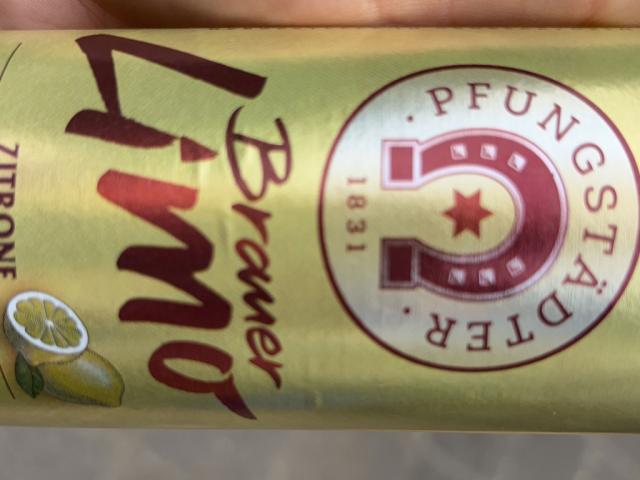 · PFUNGSTÄDTER ·
1831
Brauer
Limo
ZITRONE